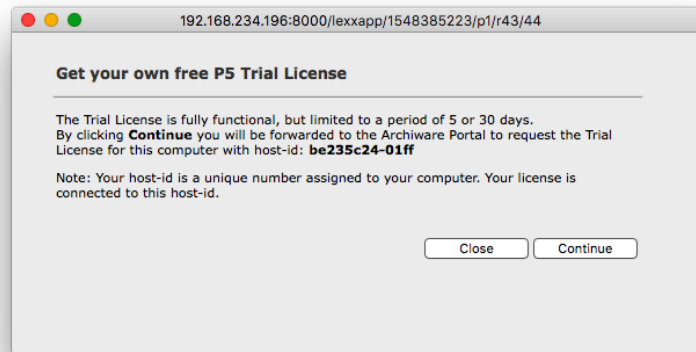 192.168.234.196:8000/lexxapp/1548385223/p1/r43/44
Get your own free P5 Trial License
The Trial License is fully functional, but limited to a period of 5 or 30 days.
By clicking Continue you will be forwarded to the Archiware Portal to request the Trial
License for this computer with host-id: be235c24-01ff
Note: Your host-id is a unique number assigned to your computer. Your license is
connected to this host-id.
Close
Continue